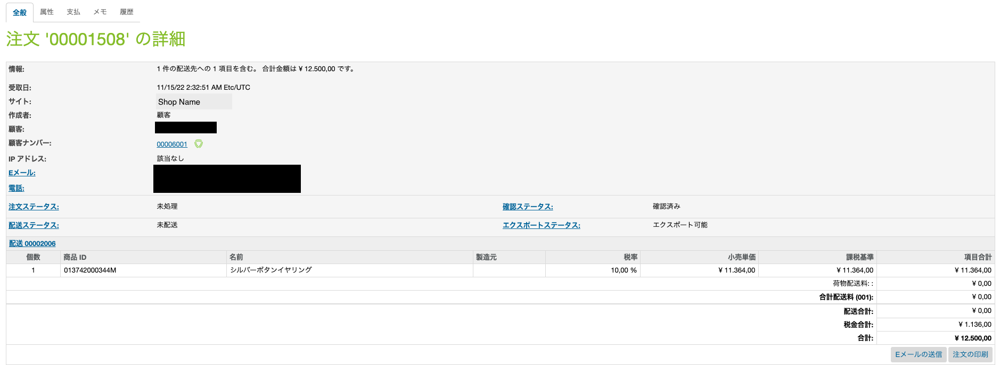 全般 属性 支払 メモ 履歴
注文 '00001508' の詳細
情報: 1 件の配送先への 1 項目を含む。 合計金額は ¥ 12.500,00 です。
受取日: 11/15/22 2:32:51 AM Etc/UTC
サイト: Shop Name
作成者: 顧客
顧客:
顧客ナンバー: 00006001
IP アドレス: 該当なし
Eメール:
電話:
注文ステータス: 未処理 確認ステータス: 確認済み
配送ステータス: 未配送 エクスポートステータス: エクスポート可能
配送 00002006
個数 商品 ID 名前 製造元 税率 小売単価 課税基準 項目合計
1 013742000344M シルバーボタンイヤリング 10,00 % ¥ 11.364,00 ¥ 11.364,00 ¥ 11.364,00
荷物配送料: : ¥ 0,00
合計配送料 (001): ¥ 0,00
配送合計: ¥ 0,00
税金合計: ¥ 1.136,00
合計: ¥ 12.500,00
Eメールの送信 注文の印刷